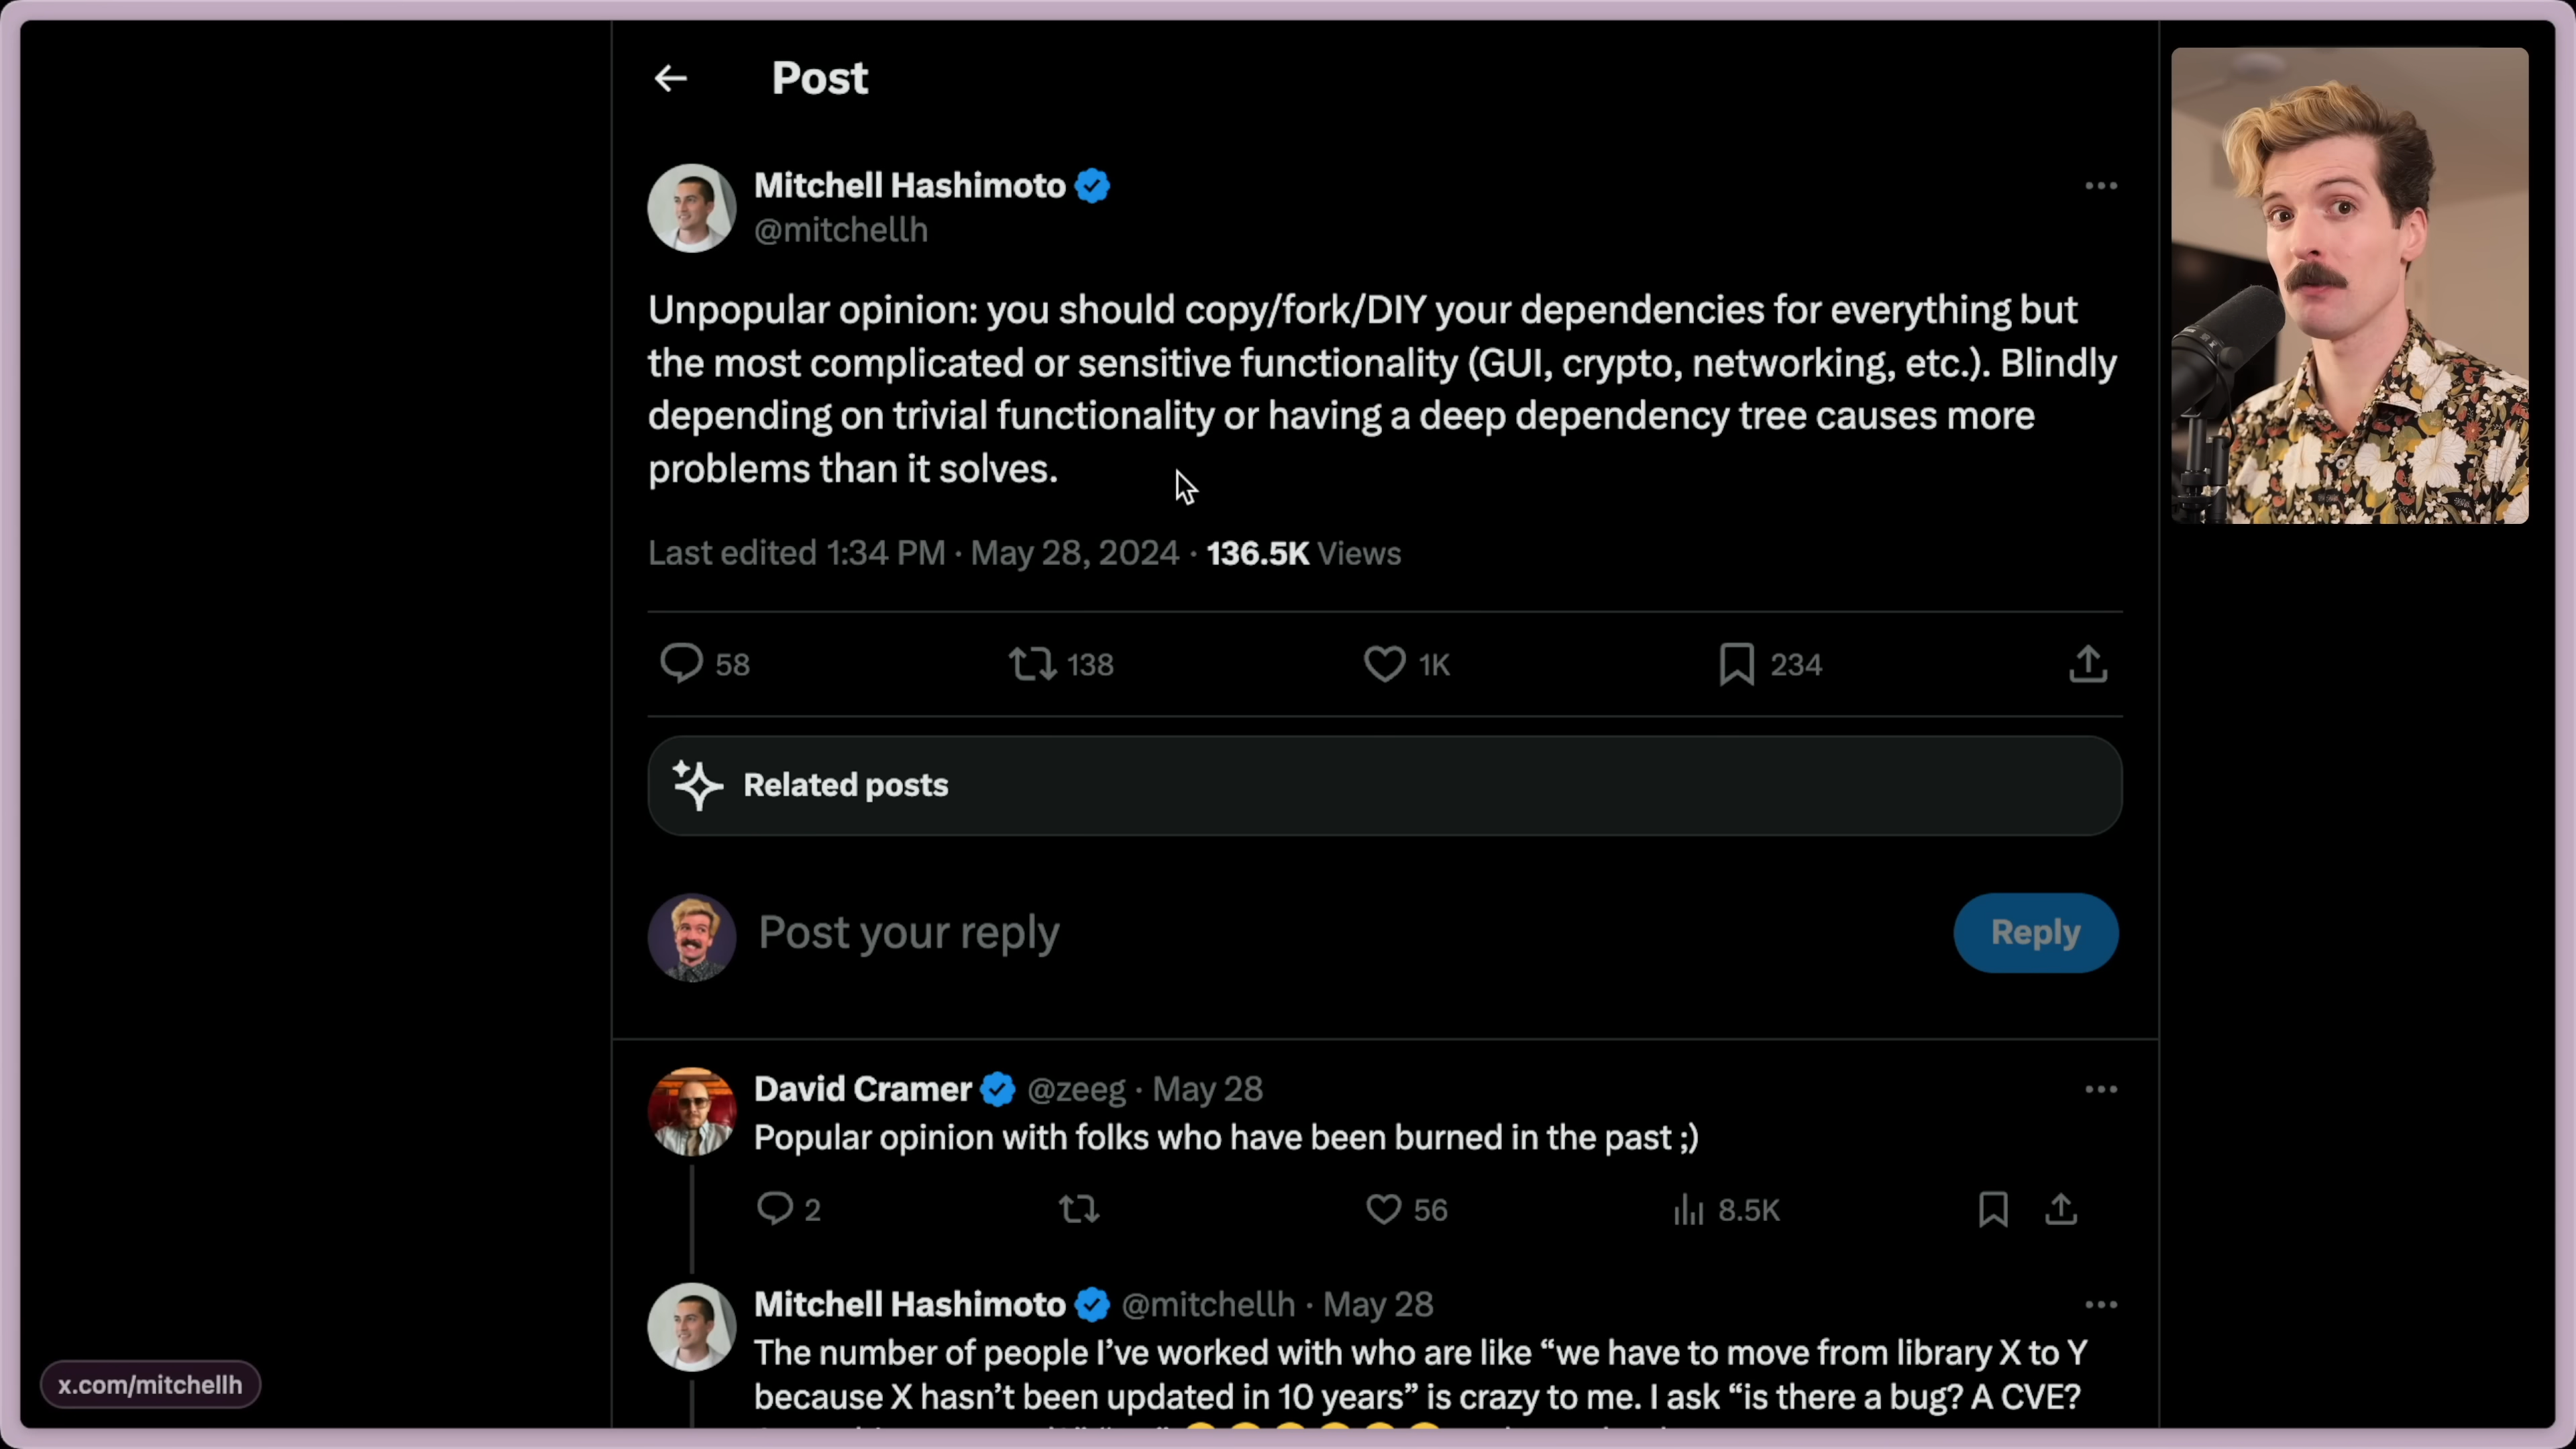 Post
Mitchell Hashimoto
@mitchellh
Unpopular opinion: you should copy/fork/DIY your dependencies for everything but
the most complicated or sensitive functionality (GUI, crypto, networking, etc.). Blindly
depending on trivial functionality or having a deep dependency tree causes more
problems than it solves.
Last edited 1:34 PM · May 28, 2024 · 136.5K Views
58 138 1K 234
Related posts
Post your reply
Reply
David Cramer @zeeg · May 28
Popular opinion with folks who have been burned in the past ;)
2 56 8.5K
Mitchell Hashimoto @mitchellh · May 28
The number of people I’ve worked with who are like “we have to move from library X to Y
because X hasn’t been updated in 10 years” is crazy to me. I ask “is there a bug? A CVE?
x.com/mitchellh